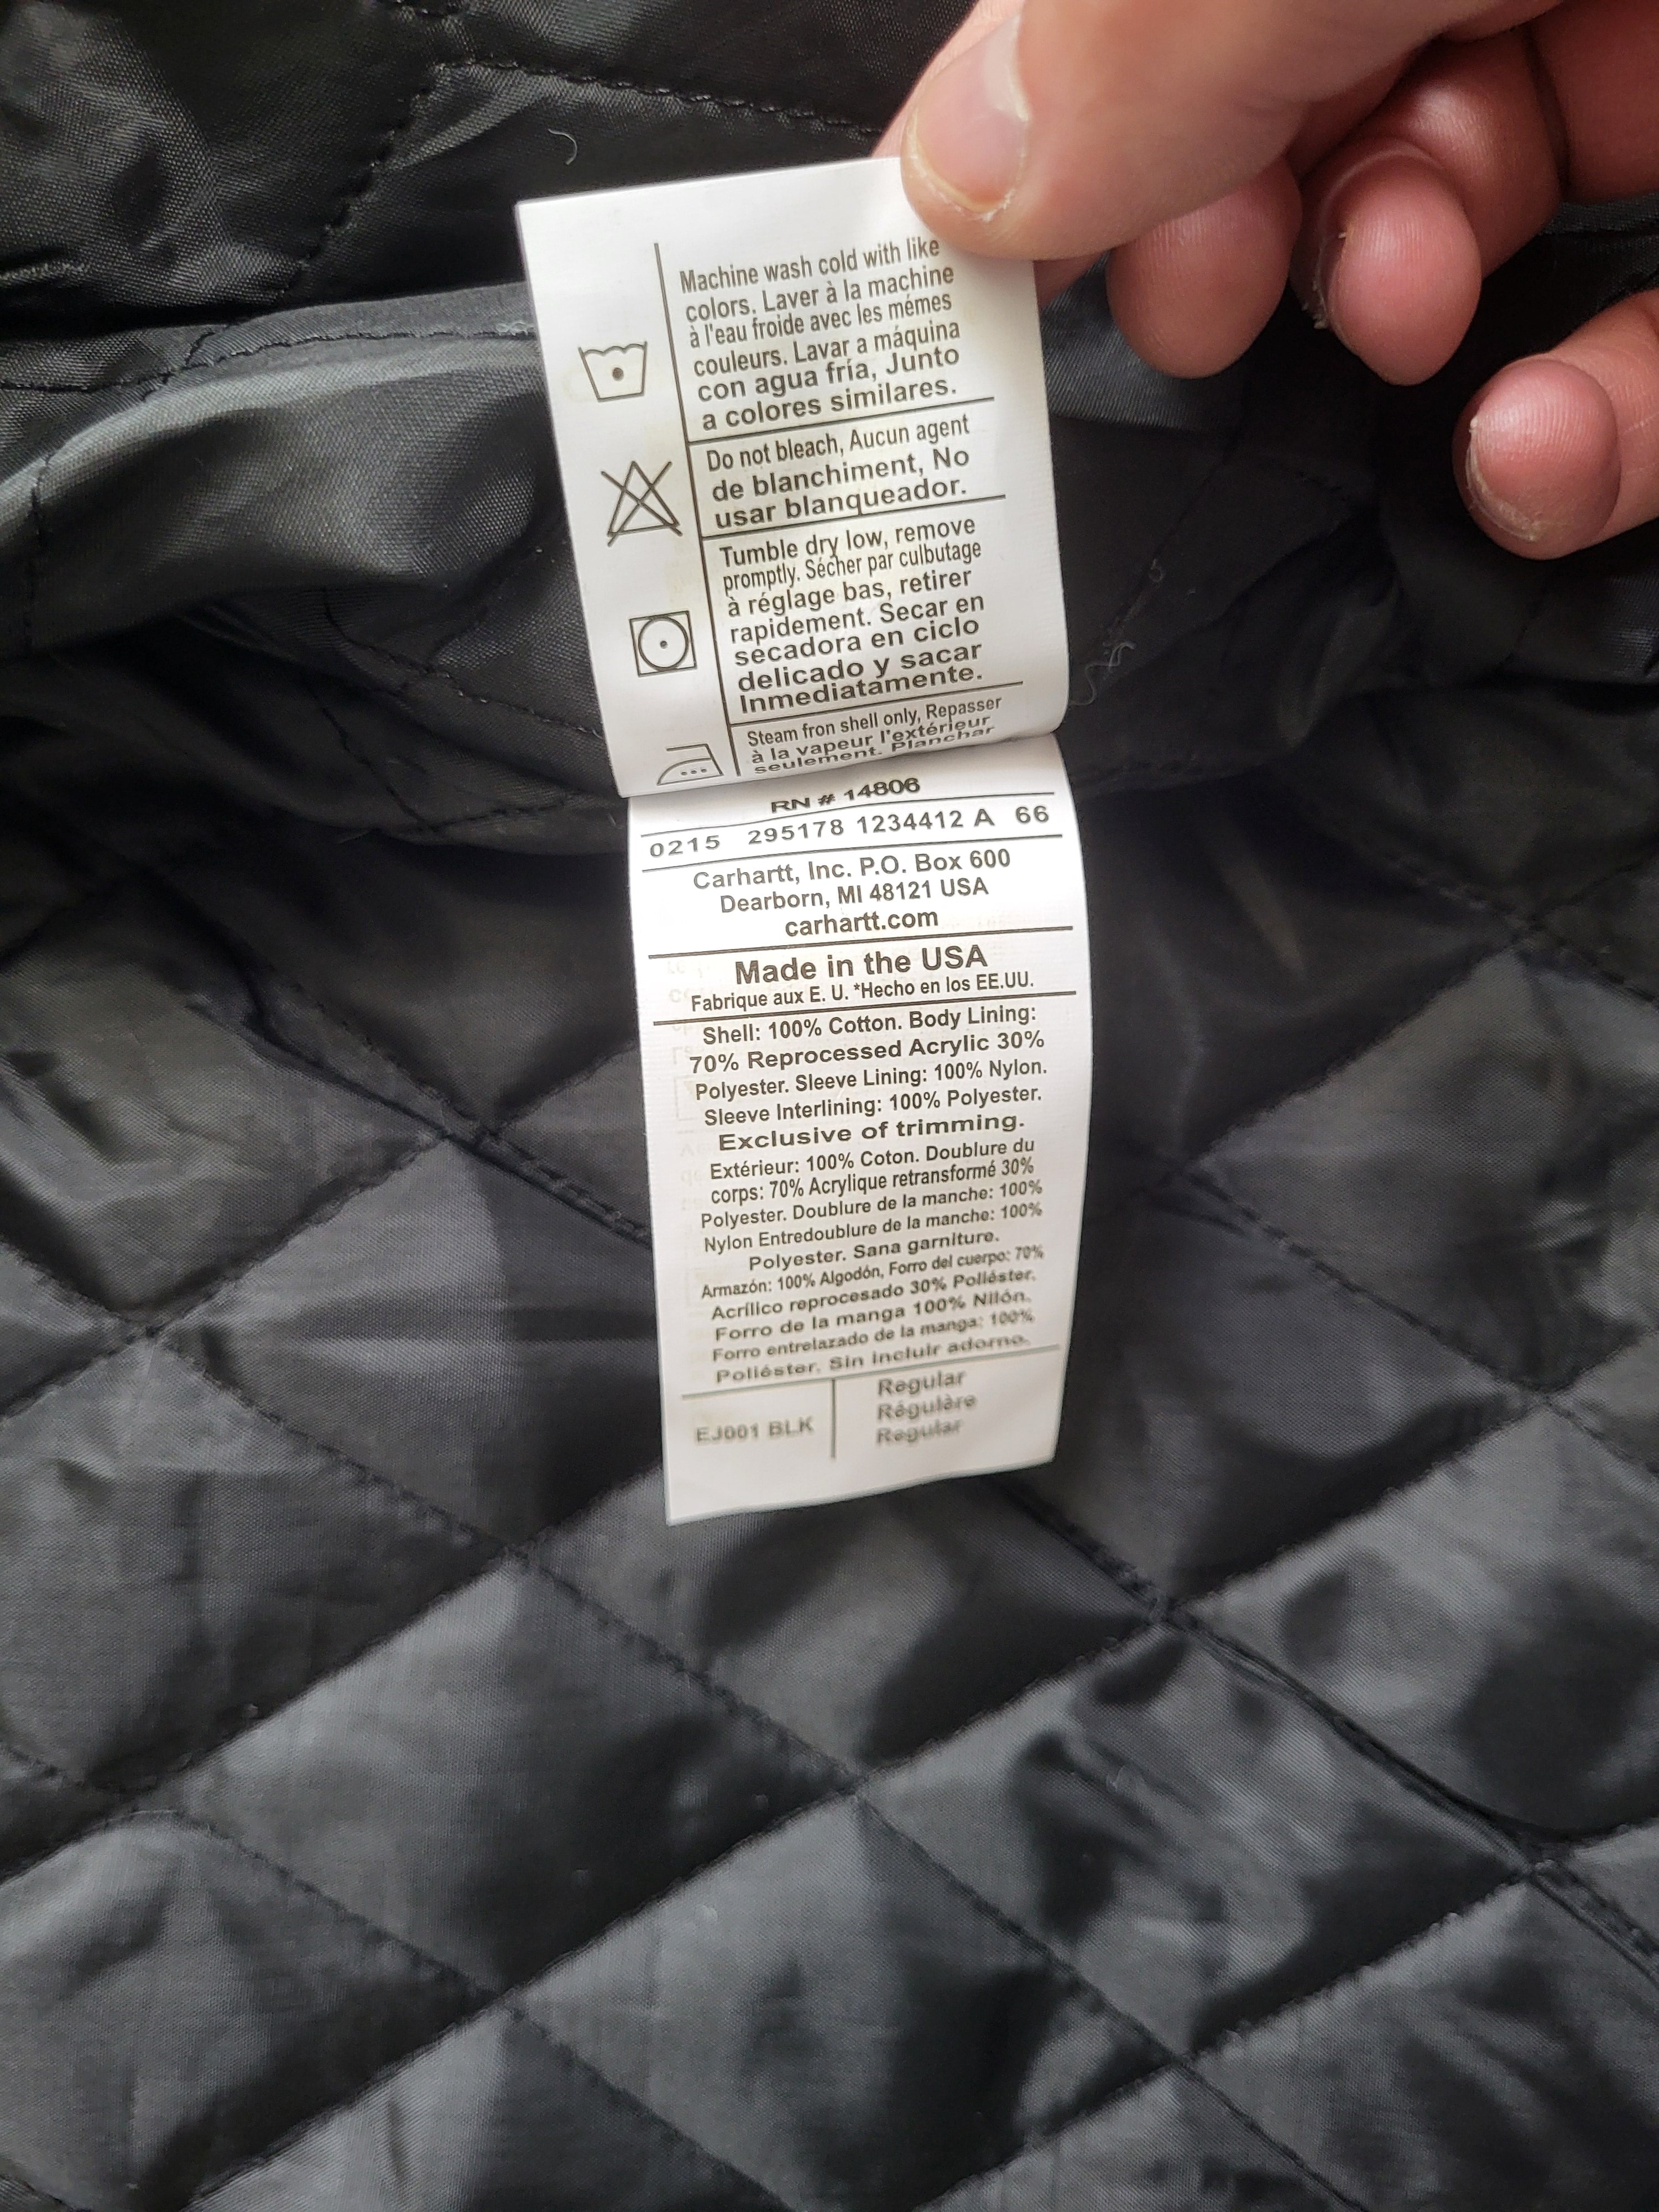 Machine wash cold with like
colors. Laver à la machine
à l'eau froide avec les mémes
couleurs. Lavar a máquina
con agua fría, Junto
a colores similares.
Do not bleach, Aucun agent
de blanchiment, No
usar blanqueador.
Tumble dry low, remove
promptly. Sécher par culbutage
à réglage bas, retirer
rapidement. Secar en
secadora en ciclo
delicado y sacar
Inmediatamente.
Steam fron shell only, Repasser
à la vapeur l'extérieur
seulement. Planchar
RN # 14806
0215 295178 1234412 A 66
Carhartt, Inc. P.O. Box 600
Dearborn, MI 48121 USA
carhartt.com
Made in the USA
Fabrique aux E. U. *Hecho en los EE.UU.
Shell: 100% Cotton. Body Lining:
70% Reprocessed Acrylic 30%
Polyester. Sleeve Lining: 100% Nylon.
Sleeve Interlining: 100% Polyester.
Exclusive of trimming.
Extérieur: 100% Coton. Doublure du
corps: 70% Acrylique retransformé 30%
Polyester. Doublure de la manche: 100%
Nylon Entredoublure de la manche: 100%
Polyester. Sana garniture.
Armazón: 100% Algodón, Forro del cuerpo: 70%
Acrílico reprocesado 30% Poliéster.
Forro de la manga 100% Nilón.
Forro entrelazado de la manga: 100%
Poliéster. Sin incluir adorno.
EJ001 BLK
Regular
Régulère
Regular